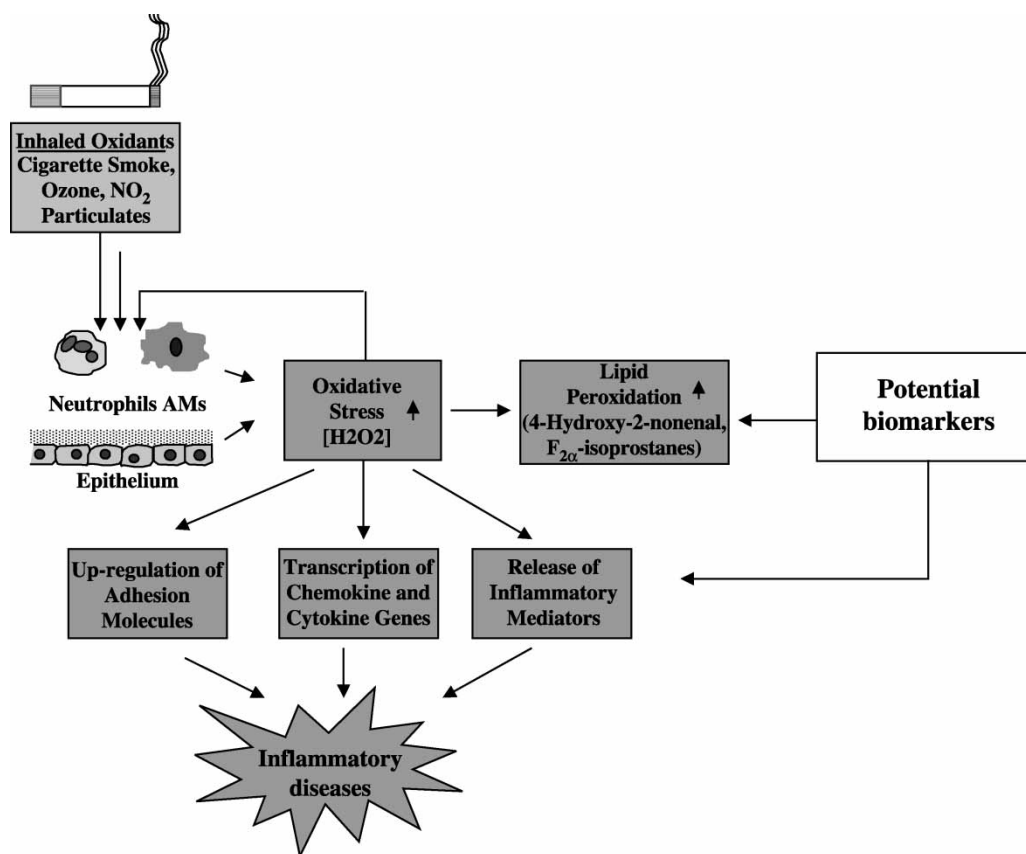 Inhaled Oxidants
Cigarette Smoke,
Ozone, NO₂
Particulates
Neutrophils AMs
Epithelium
Oxidative
Stress
[H2O2]
Lipid
Peroxidation
(4-Hydroxy-2-nonenal,
F₂α-isoprostanes)
Potential
biomarkers
Up-regulation of
Adhesion
Molecules
Transcription of
Chemokine and
Cytokine Genes
Release of
Inflammatory
Mediators
Inflammatory
diseases